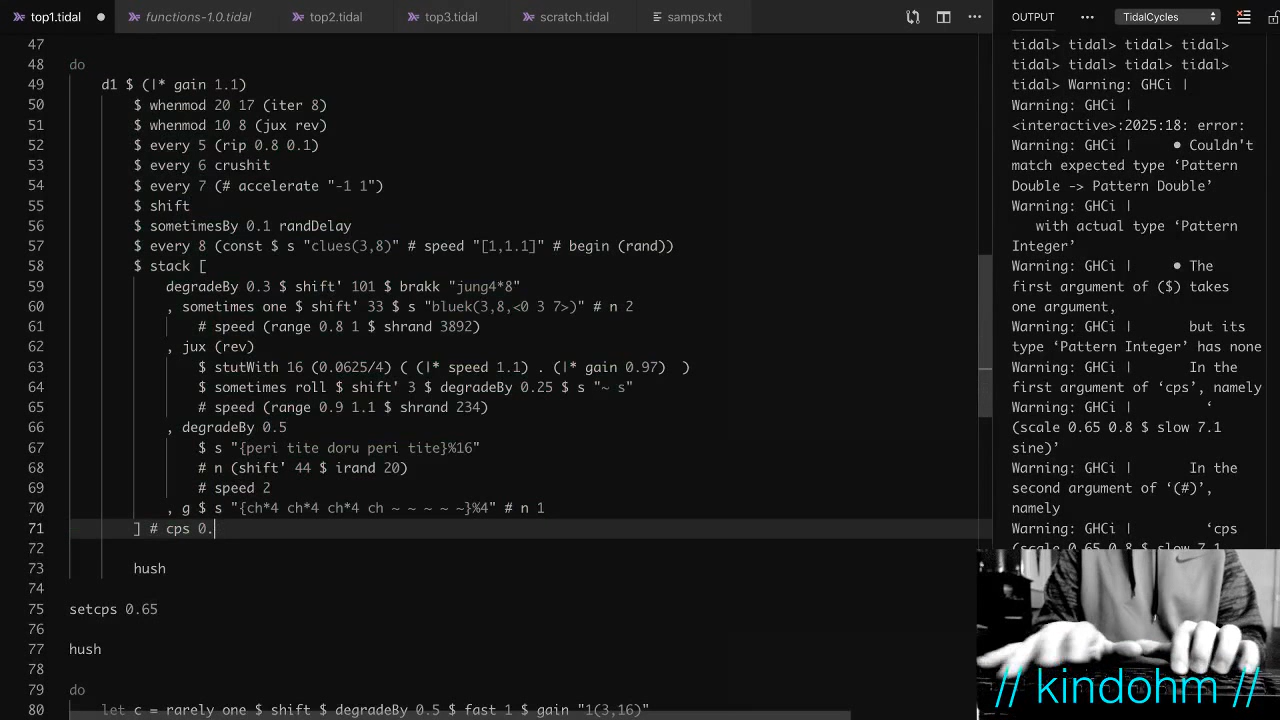 top1.tidal
functions-1.0.tidal
top2.tidal
top3.tidal
scratch.tidal
samps.txt
OUTPUT
TidalCycles
47
48 do
49 d1 $ (|* gain 1.1)
50 $ whenmod 20 17 (iter 8)
51 $ whenmod 10 8 (jux rev)
52 $ every 5 (rip 0.8 0.1)
53 $ every 6 crushit
54 $ every 7 (# accelerate "-1 1")
55 $ shift
56 $ sometimesBy 0.1 randDelay
57 $ every 8 (const $ s "clues(3,8)" # speed "[1,1.1]" # begin (rand))
58 $ stack [
59 degradeBy 0.3 $ shift' 101 $ brakk "jung4*8"
60 , sometimes one $ shift' 33 $ s "bluek(3,8,<0 3 7>)" # n 2
61 # speed (range 0.8 1 $ shrand 3892)
62 , jux (rev)
63 $ stutWith 16 (0.0625/4) ( (|* speed 1.1) . (|* gain 0.97)  )
64 $ sometimes roll $ shift' 3 $ degradeBy 0.25 $ s "~ s"
65 # speed (range 0.9 1.1 $ shrand 234)
66 , degradeBy 0.5
67 $ s "{peri tite doru peri tite}%16"
68 # n (shift' 44 $ irand 20)
69 # speed 2
70 , g $ s "{ch*4 ch*4 ch*4 ch ~ ~ ~ ~ ~}%4" # n 1
71 ] # cps 0.
72
73 hush
74
75 setcps 0.65
76
77 hush
78
79 do
80 let c = rarely one $ shift $ degradeBy 0.5 $ fast 1 $ gain "1(3,16)"
tidal> tidal> tidal> tidal>
tidal> tidal> tidal> tidal>
tidal> Warning: GHCi |
Warning: GHCi |
<interactive>:2025:18: error:
Warning: GHCi |     • Couldn't
match expected type ‘Pattern
Double -> Pattern Double’
Warning: GHCi |
with actual type ‘Pattern
Integer’
Warning: GHCi |     • The
first argument of ($) takes
one argument,
Warning: GHCi |       but its
type ‘Pattern Integer’ has none
Warning: GHCi |       In the
first argument of ‘cps’, namely
Warning: GHCi |         ‘
(scale 0.65 0.8 $ slow 7.1
sine)’
Warning: GHCi |       In the
second argument of ‘(#)’,
namely
Warning: GHCi |         ‘cps
(scale 0.65 0.8 $ slow 7.1
// kindohm //